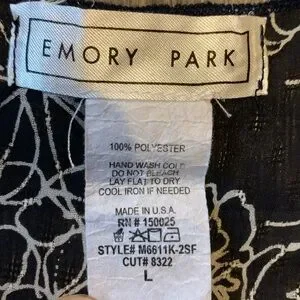 EMORY PARK
100% POLYESTER
HAND WASH COLD
DO NOT BLEACH
LAY FLAT TO DRY
COOL IRON IF NEEDED
MADE IN U.S.A.
RN# 150025
STYLE# M6611K-2SF
CUT# 8322
L